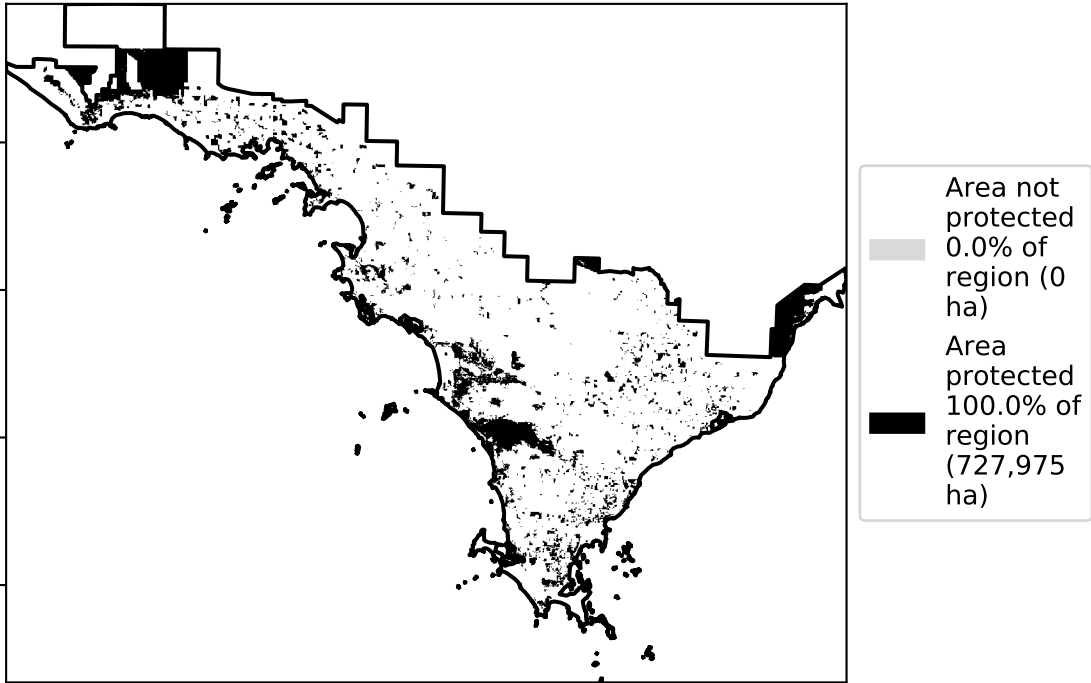 Area not
protected
0.0% of
region (0
ha)
Area
protected
100.0% of
region
(727,975
ha)